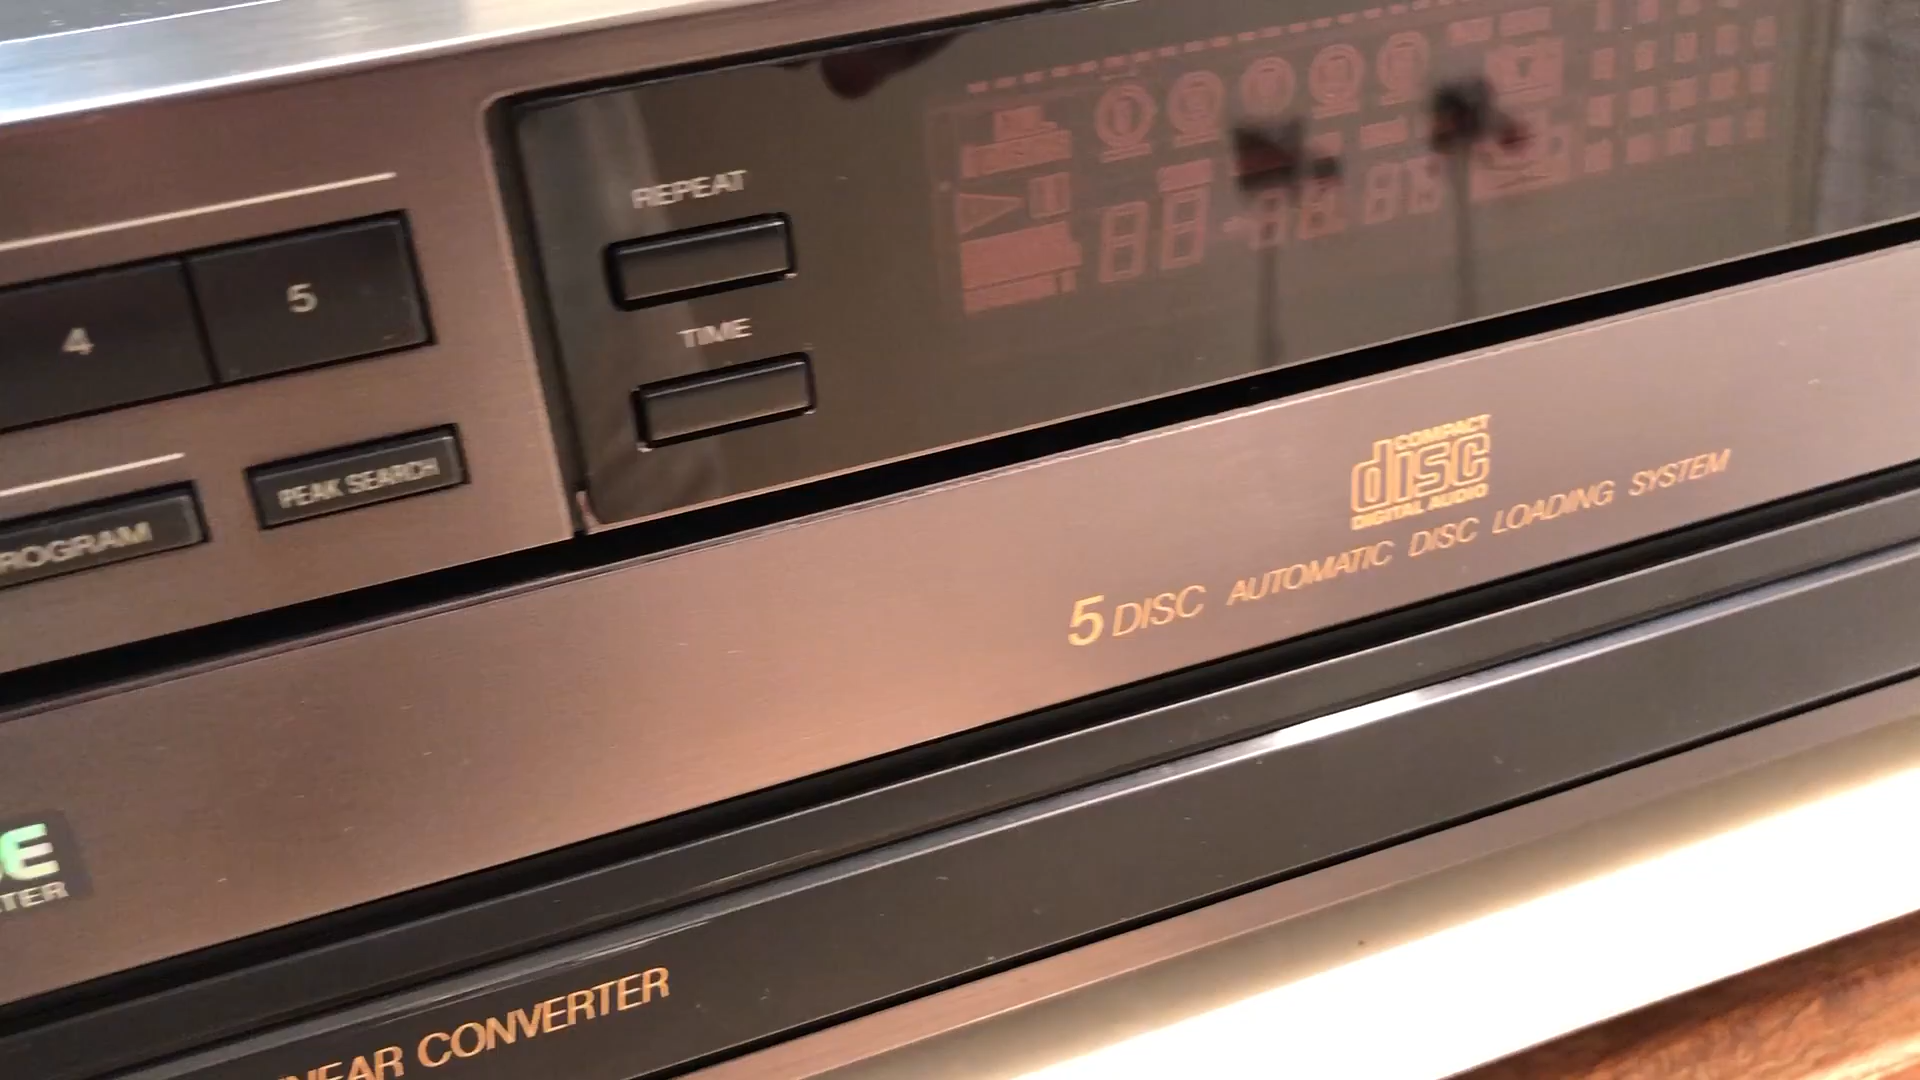 REPEAT
4
5
TIME
PEAK SEARCH
ROGRAM
COMPACT
disc
DIGITAL AUDIO
5 DISC AUTOMATIC DISC LOADING SYSTEM
E
TER
NEAR CONVERTER